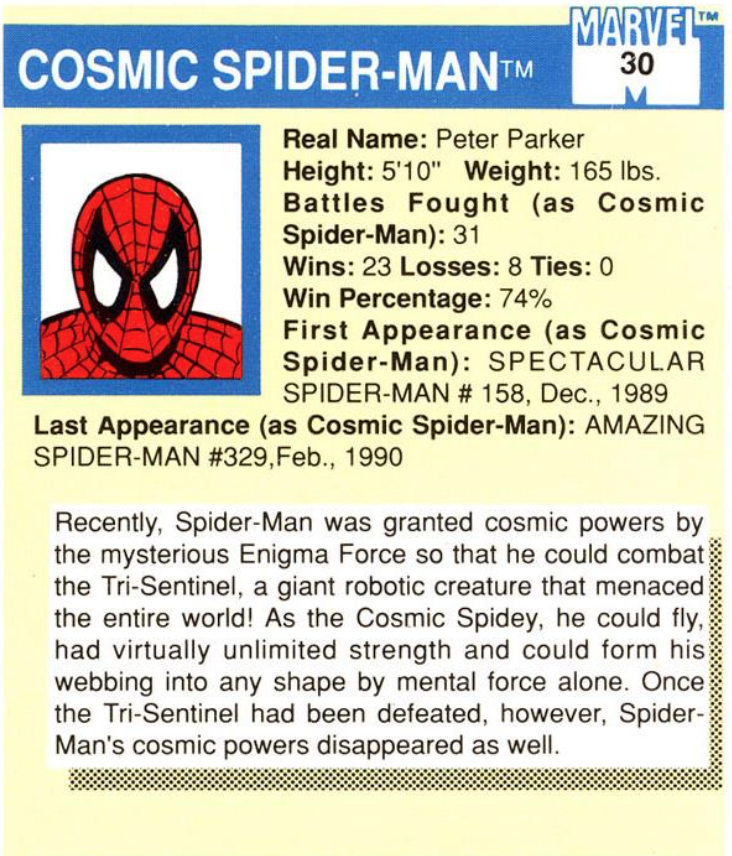 MARVEL™
30
COSMIC SPIDER-MAN™
Real Name: Peter Parker
Height: 5'10" Weight: 165 lbs.
Battles Fought (as Cosmic
Spider-Man): 31
Wins: 23 Losses: 8 Ties: 0
Win Percentage: 74%
First Appearance (as Cosmic
Spider-Man): SPECTACULAR
SPIDER-MAN # 158, Dec., 1989
Last Appearance (as Cosmic Spider-Man): AMAZING
SPIDER-MAN #329,Feb., 1990
Recently, Spider-Man was granted cosmic powers by
the mysterious Enigma Force so that he could combat
the Tri-Sentinel, a giant robotic creature that menaced
the entire world! As the Cosmic Spidey, he could fly,
had virtually unlimited strength and could form his
webbing into any shape by mental force alone. Once
the Tri-Sentinel had been defeated, however, Spider-
Man's cosmic powers disappeared as well.